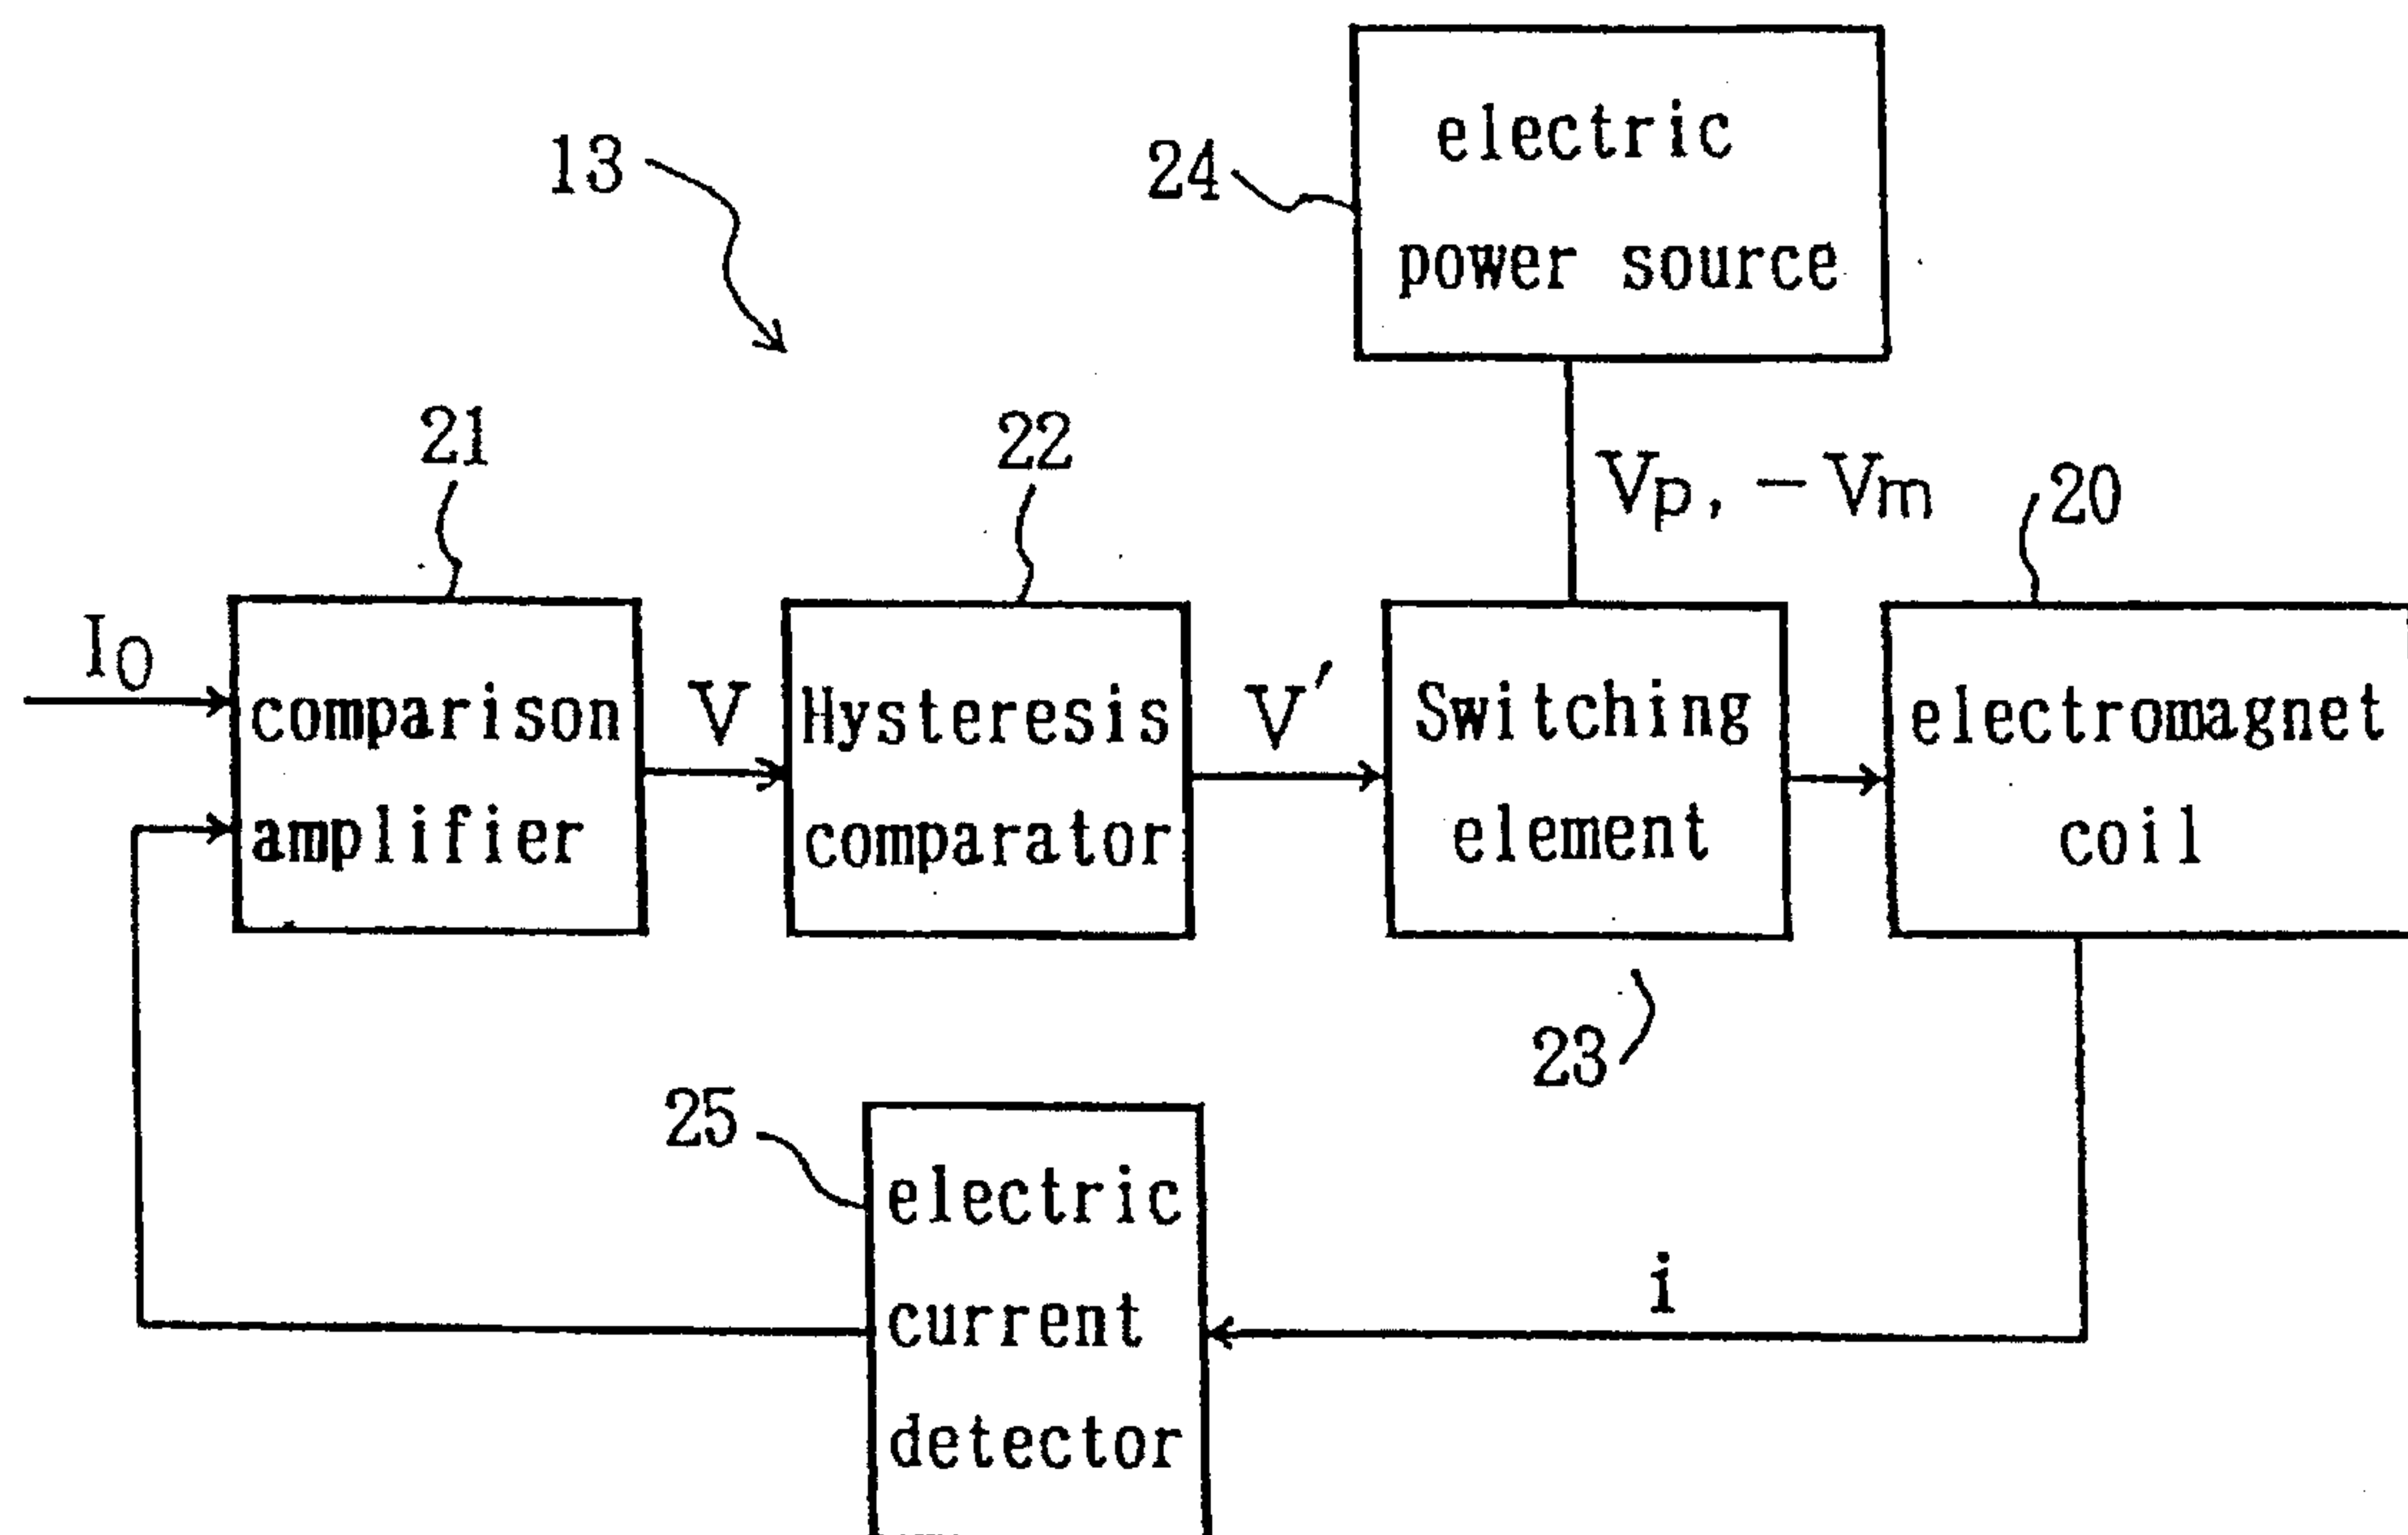 electric
power source
24
13
Vp, - Vm
21
22
20
I0
comparison
amplifier
V
Hysteresis
comparator
V'
Switching
element
electromagnet
coil
23
25
electric
current
detector
i